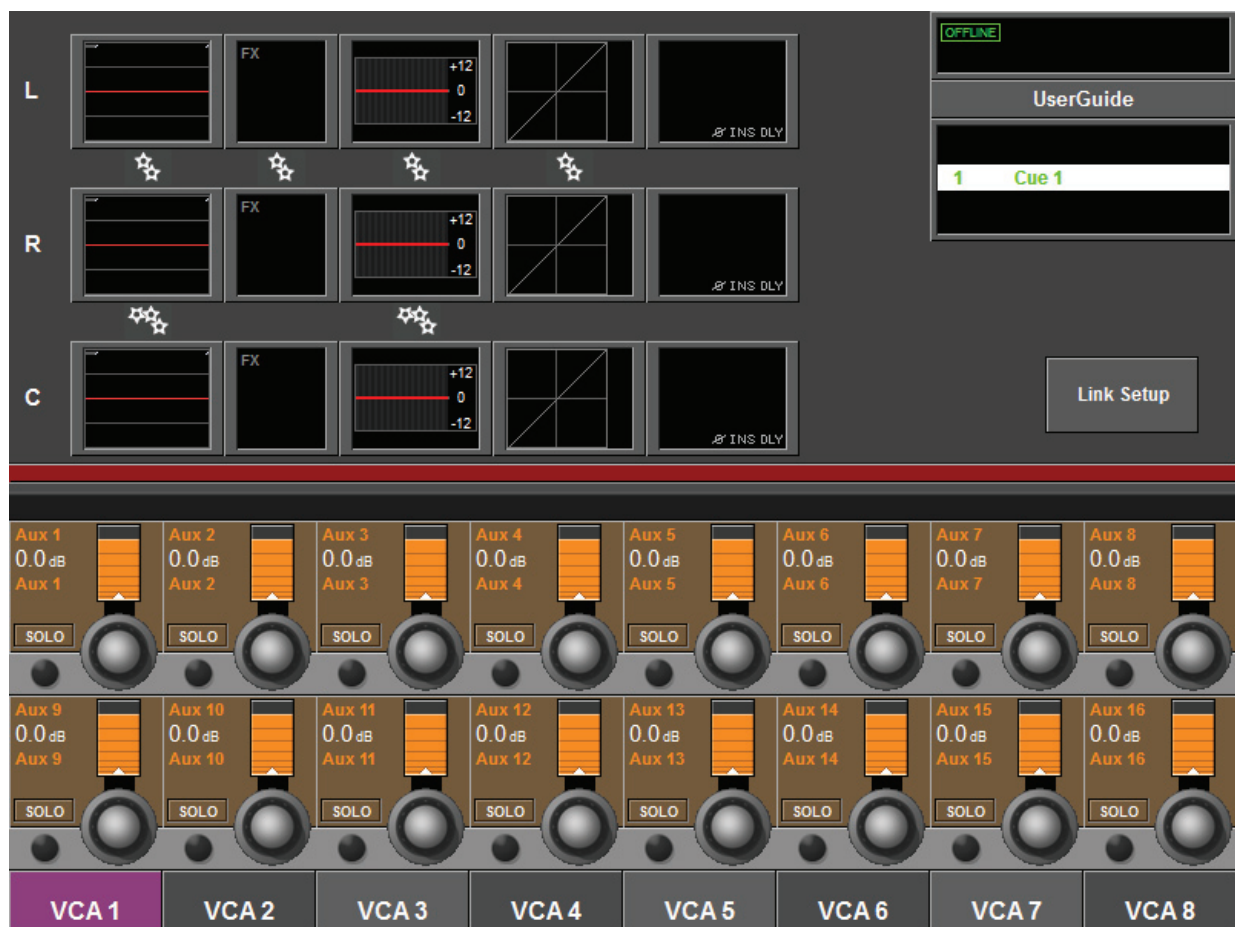 OFFLINE
UserGuide
1 Cue 1
L
FX
+12
0
-12
Ø INS DLY
R
FX
+12
0
-12
Ø INS DLY
C
FX
+12
0
-12
Ø INS DLY
Link Setup
Aux 1 Aux 2 Aux 3 Aux 4 Aux 5 Aux 6 Aux 7 Aux 8
0.0 dB 0.0 dB 0.0 dB 0.0 dB 0.0 dB 0.0 dB 0.0 dB 0.0 dB
Aux 1 Aux 2 Aux 3 Aux 4 Aux 5 Aux 6 Aux 7 Aux 8
SOLO SOLO SOLO SOLO SOLO SOLO SOLO SOLO
Aux 9 Aux 10 Aux 11 Aux 12 Aux 13 Aux 14 Aux 15 Aux 16
0.0 dB 0.0 dB 0.0 dB 0.0 dB 0.0 dB 0.0 dB 0.0 dB 0.0 dB
Aux 9 Aux 10 Aux 11 Aux 12 Aux 13 Aux 14 Aux 15 Aux 16
SOLO SOLO SOLO SOLO SOLO SOLO SOLO SOLO
VCA 1 VCA 2 VCA 3 VCA 4 VCA 5 VCA 6 VCA 7 VCA 8